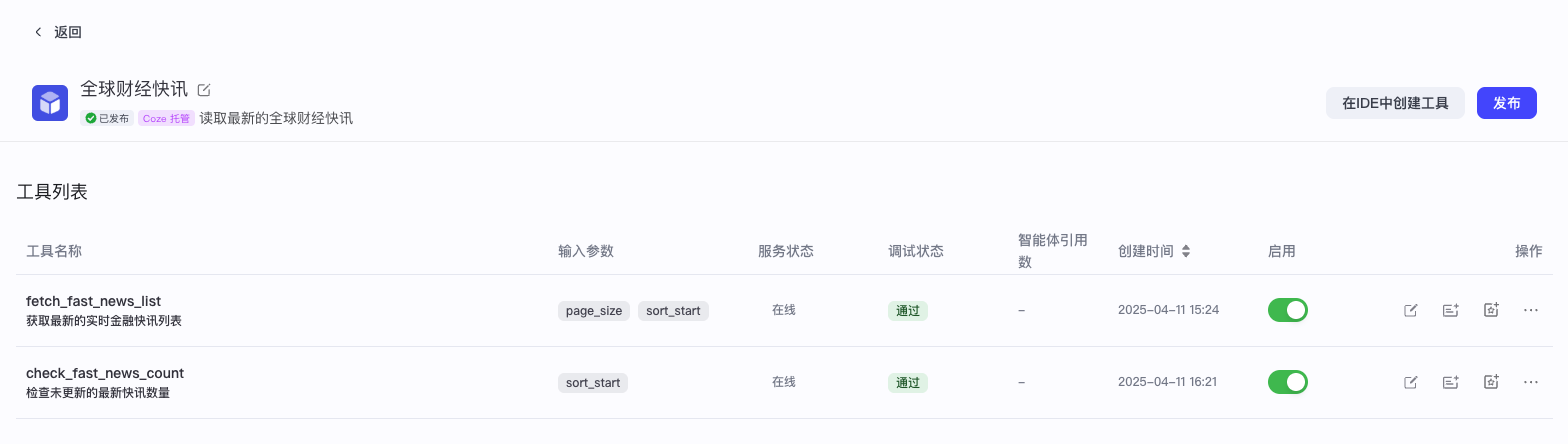 返回
全球财经快讯
已发布 Coze 托管 读取最新的全球财经快讯
在IDE中创建工具 发布
工具列表
工具名称 输入参数 服务状态 调试状态 智能体引用数 创建时间 启用 操作
fetch_fast_news_list
获取最新的实时金融快讯列表
page_size sort_start 在线 通过 – 2025-04-11 15:24
check_fast_news_count
检查未更新的最新快讯数量
sort_start 在线 通过 – 2025-04-11 16:21